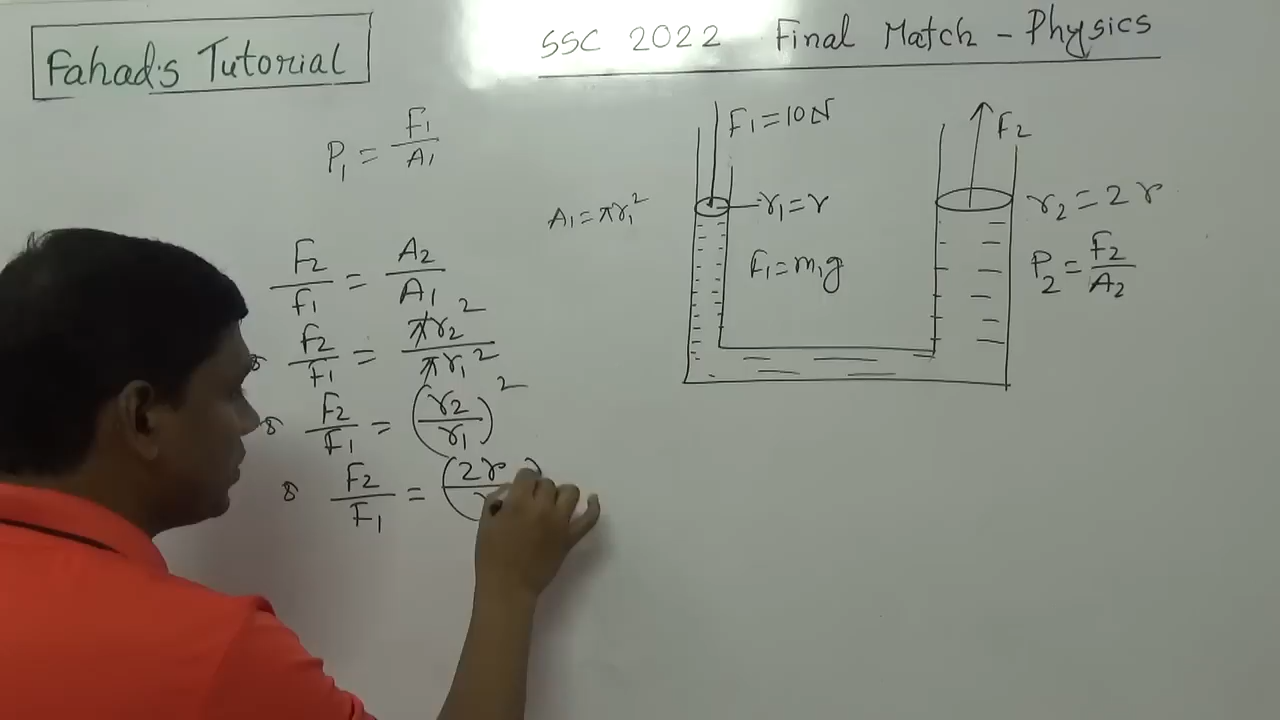 Fahad's Tutorial
SSC 2022 Final Match - Physics
P₁ = F₁/A₁
F₂/F₁ = A₂/A₁
F₂/F₁ = πr₂²/πr₁²
F₂/F₁ = (r₂/r₁)²
F₂/F₁ = (2r
F₁ = 10N
F₂
A₁ = πr₁²
r₁ = r
r₂ = 2r
F₁ = m₁g
P₂ = F₂/A₂